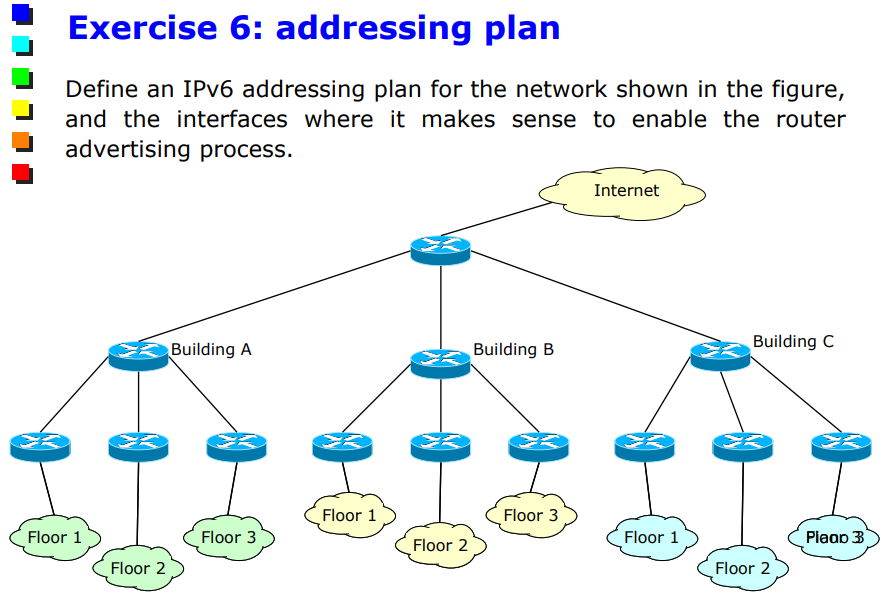 Exercise 6: addressing plan
Define an IPv6 addressing plan for the network shown in the figure,
and the interfaces where it makes sense to enable the router
advertising process.
Internet
Building A
Building B
Building C
Floor 1
Floor 2
Floor 3
Floor 1
Floor 2
Floor 3
Floor 1
Floor 2